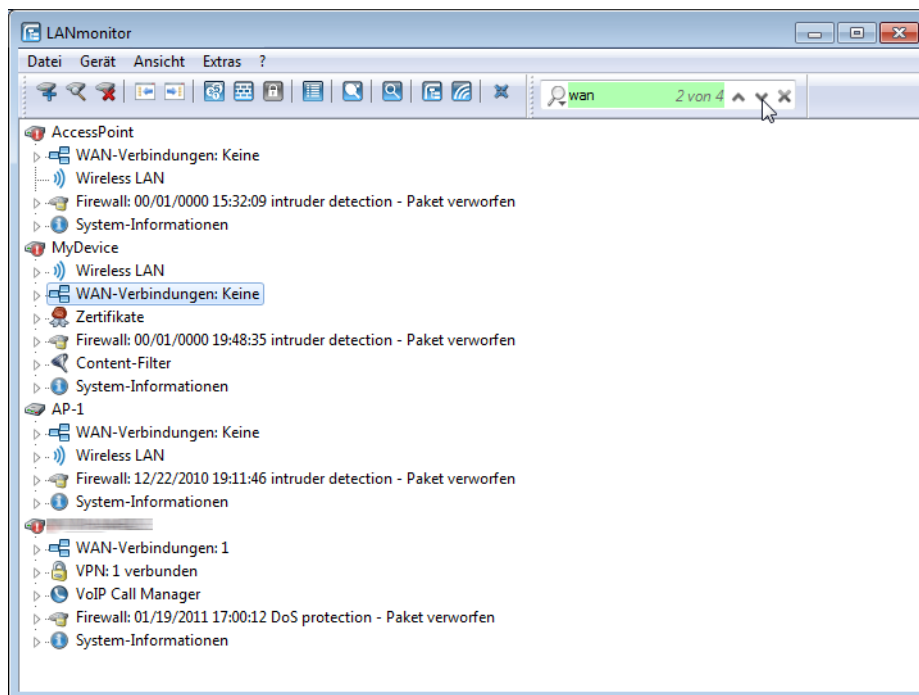 LANmonitor
Datei Gerät Ansicht Extras ?
wan 2 von 4
AccessPoint
WAN-Verbindungen: Keine
Wireless LAN
Firewall: 00/01/0000 15:32:09 intruder detection - Paket verworfen
System-Informationen
MyDevice
Wireless LAN
WAN-Verbindungen: Keine
Zertifikate
Firewall: 00/01/0000 19:48:35 intruder detection - Paket verworfen
Content-Filter
System-Informationen
AP-1
WAN-Verbindungen: Keine
Wireless LAN
Firewall: 12/22/2010 19:11:46 intruder detection - Paket verworfen
System-Informationen
WAN-Verbindungen: 1
VPN: 1 verbunden
VoIP Call Manager
Firewall: 01/19/2011 17:00:12 DoS protection - Paket verworfen
System-Informationen